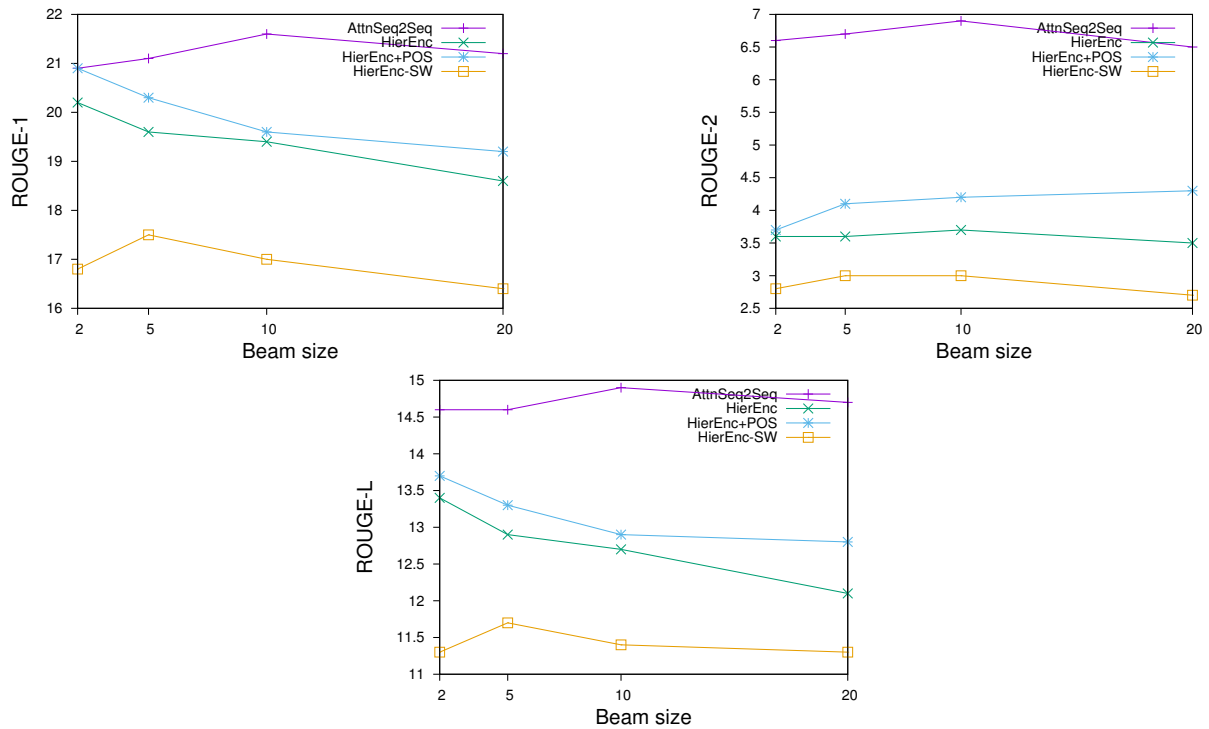 22
21
20
19
18
17
16
2
5
10
20
ROUGE-1
Beam size
AttnSeq2Seq
HierEnc
HierEnc+POS
HierEnc-SW
7
6.5
6
5.5
5
4.5
4
3.5
3
2.5
2
5
10
20
ROUGE-2
Beam size
AttnSeq2Seq
HierEnc
HierEnc+POS
HierEnc-SW
15
14.5
14
13.5
13
12.5
12
11.5
11
2
5
10
20
ROUGE-L
Beam size
AttnSeq2Seq
HierEnc
HierEnc+POS
HierEnc-SW